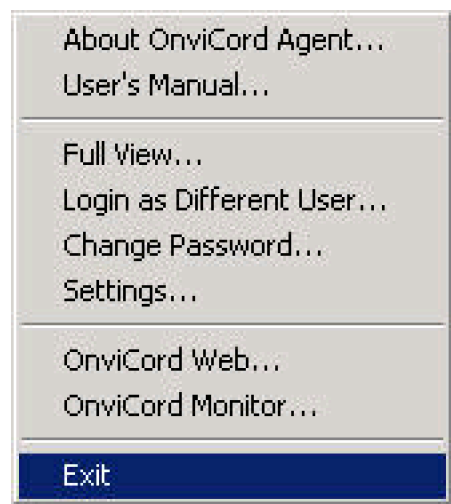 About OnviCord Agent...
User's Manual...
Full View...
Login as Different User...
Change Password...
Settings...
OnviCord Web...
OnviCord Monitor...
Exit